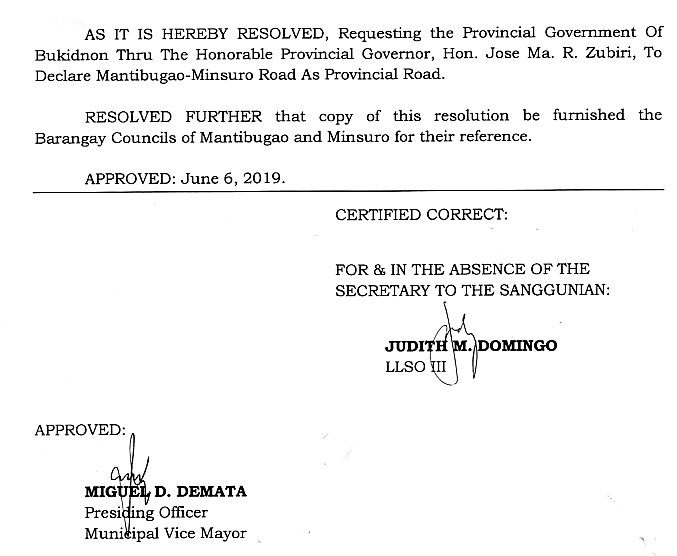 AS IT IS HEREBY RESOLVED, Requesting the Provincial Government Of
Bukidnon Thru The Honorable Provincial Governor, Hon. Jose Ma. R. Zubiri, To
Declare Mantibugao-Minsuro Road As Provincial Road.
RESOLVED FURTHER that copy of this resolution be furnished the
Barangay Councils of Mantibugao and Minsuro for their reference.
APPROVED: June 6, 2019.
CERTIFIED CORRECT:
FOR & IN THE ABSENCE OF THE
SECRETARY TO THE SANGGUNIAN:
JUDITH M. DOMINGO
LLSO III
APPROVED:
MIGUEL D. DEMATA
Presiding Officer
Municipal Vice Mayor